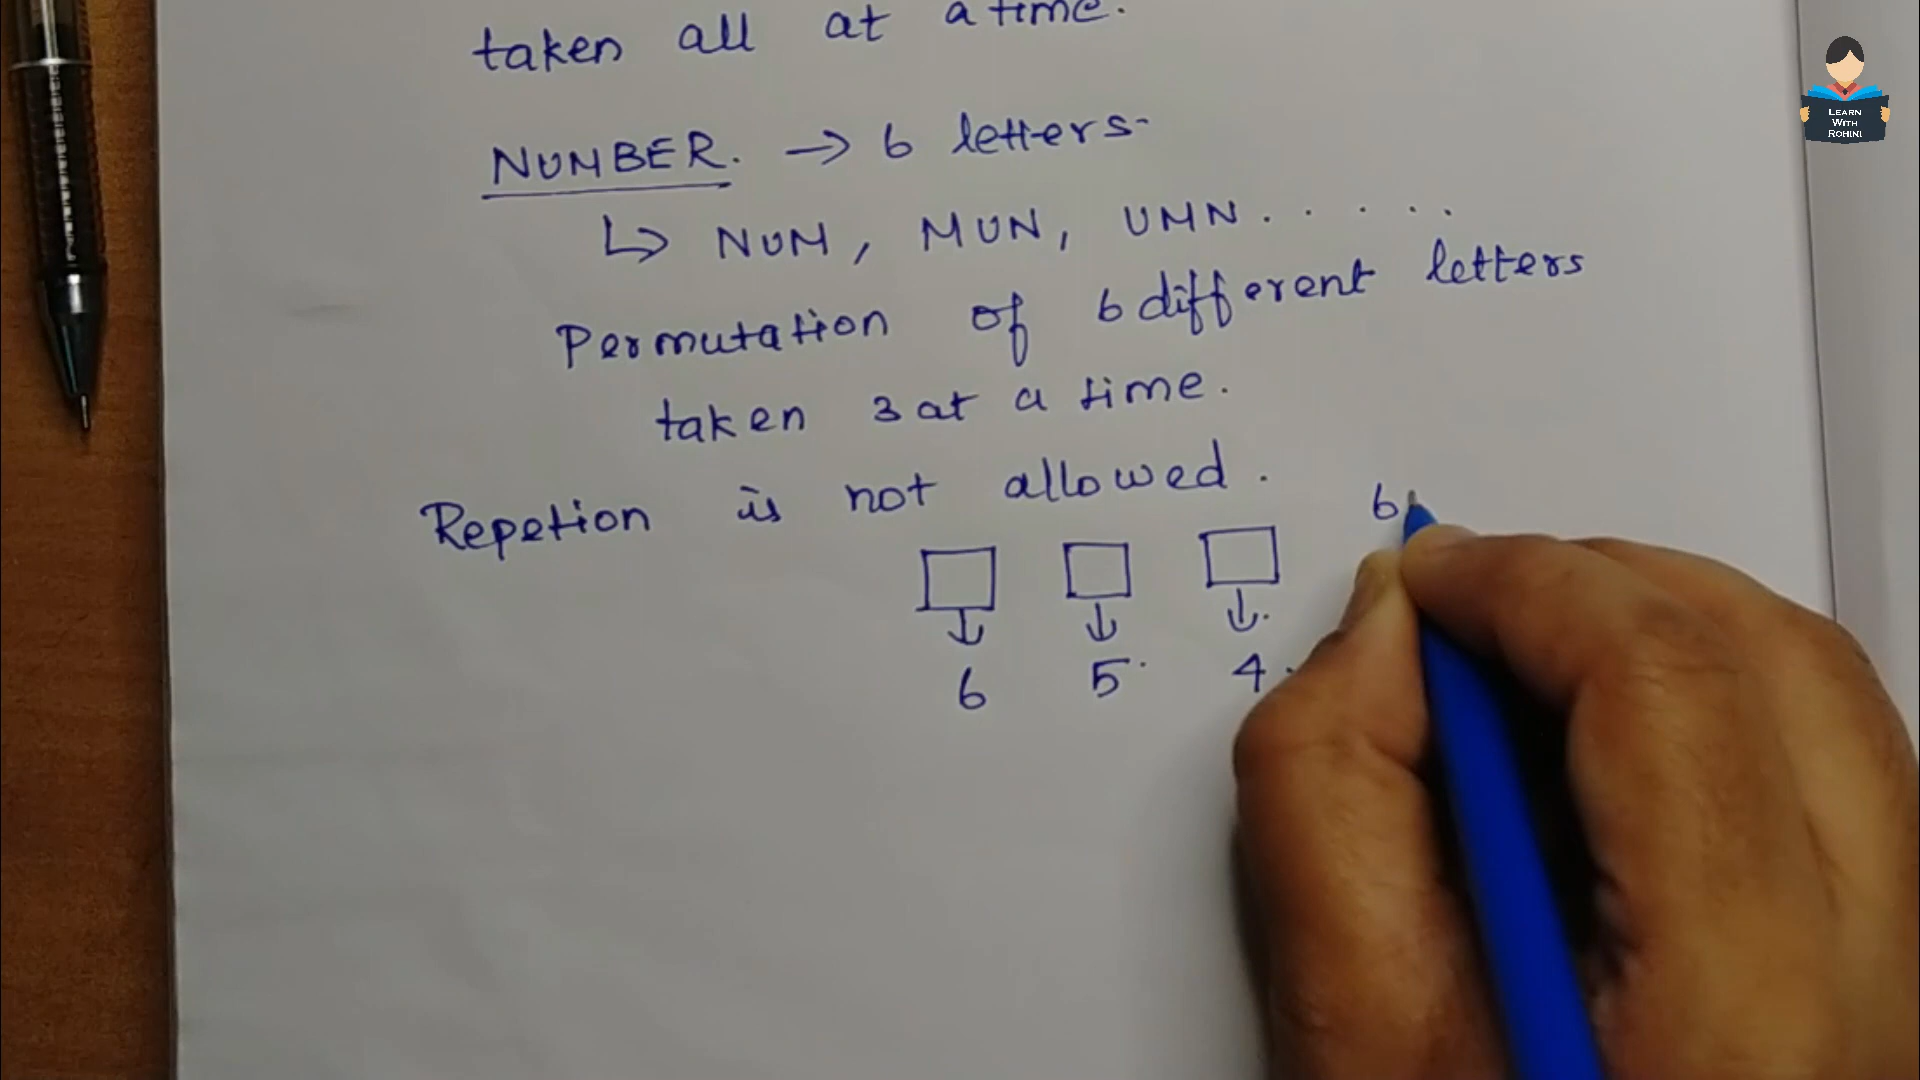 taken all at a time.
NUMBER. → 6 letters.
↳ NUM, MUN, UMN.....
Permutation of 6 different letters
taken 3 at a time.
Repetion is not allowed.
6
↓ ↓ ↓.
6 5. 4.
LEARN
WITH
ROHINI